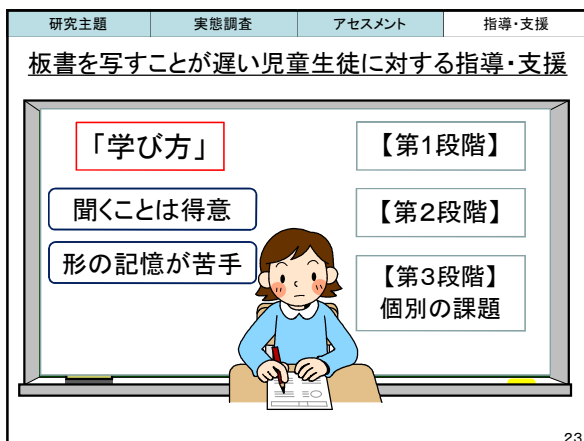 研究主題 実態調査 アセスメント 指導・支援
板書を写すことが遅い児童生徒に対する指導・支援
「学び方」
聞くことは得意
形の記憶が苦手
【第1段階】
【第2段階】
【第3段階】
個別の課題
23